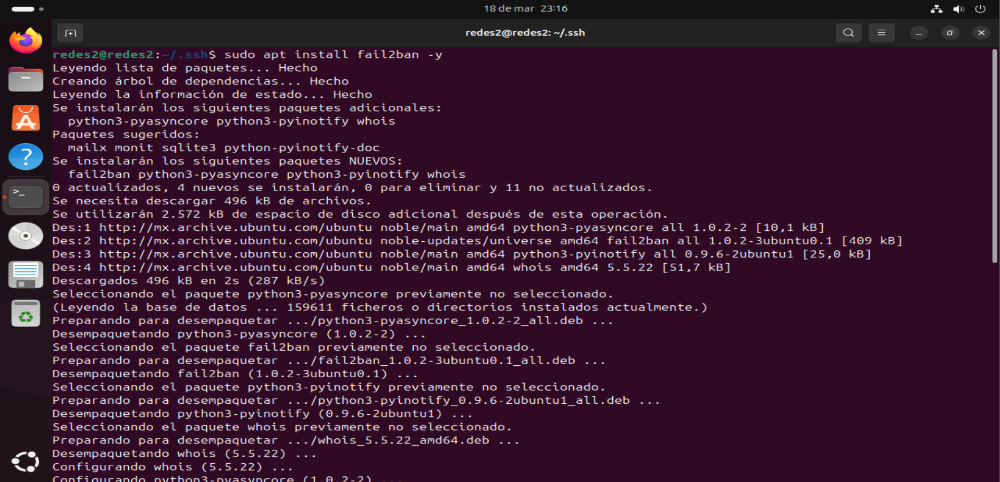 18 de mar 23:16
redes2@redes2: ~/.ssh
redes2@redes2:~/.ssh$ sudo apt install fail2ban -y
Leyendo lista de paquetes... Hecho
Creando árbol de dependencias... Hecho
Leyendo la información de estado... Hecho
Se instalarán los siguientes paquetes adicionales:
  python3-pyasyncore python3-pyinotify whois
Paquetes sugeridos:
  mailx monit sqlite3 python-pyinotify-doc
Se instalarán los siguientes paquetes NUEVOS:
  fail2ban python3-pyasyncore python3-pyinotify whois
0 actualizados, 4 nuevos se instalarán, 0 para eliminar y 11 no actualizados.
Se necesita descargar 496 kB de archivos.
Se utilizarán 2.572 kB de espacio de disco adicional después de esta operación.
Des:1 http://mx.archive.ubuntu.com/ubuntu noble/main amd64 python3-pyasyncore all 1.0.2-2 [10,1 kB]
Des:2 http://mx.archive.ubuntu.com/ubuntu noble-updates/universe amd64 fail2ban all 1.0.2-3ubuntu0.1 [409 kB]
Des:3 http://mx.archive.ubuntu.com/ubuntu noble/main amd64 python3-pyinotify all 0.9.6-2ubuntu1 [25,0 kB]
Des:4 http://mx.archive.ubuntu.com/ubuntu noble/main amd64 whois amd64 5.5.22 [51,7 kB]
Descargados 496 kB en 2s (287 kB/s)
Seleccionando el paquete python3-pyasyncore previamente no seleccionado.
(Leyendo la base de datos ... 159611 ficheros o directorios instalados actualmente.)
Preparando para desempaquetar .../python3-pyasyncore_1.0.2-2_all.deb ...
Desempaquetando python3-pyasyncore (1.0.2-2) ...
Seleccionando el paquete fail2ban previamente no seleccionado.
Preparando para desempaquetar .../fail2ban_1.0.2-3ubuntu0.1_all.deb ...
Desempaquetando fail2ban (1.0.2-3ubuntu0.1) ...
Seleccionando el paquete python3-pyinotify previamente no seleccionado.
Preparando para desempaquetar .../python3-pyinotify_0.9.6-2ubuntu1_all.deb ...
Desempaquetando python3-pyinotify (0.9.6-2ubuntu1) ...
Seleccionando el paquete whois previamente no seleccionado.
Preparando para desempaquetar .../whois_5.5.22_amd64.deb ...
Desempaquetando whois (5.5.22) ...
Configurando whois (5.5.22) ...
Configurando python3-pyasyncore (1.0.2-2) ...